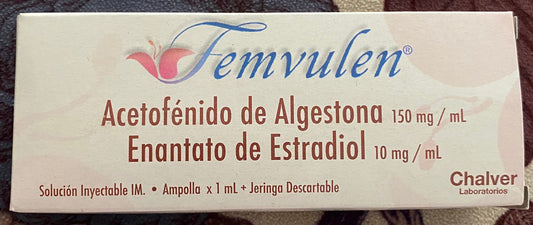 Femvulen®
Acetofénido de Algestona 150 mg / mL
Enantato de Estradiol 10 mg / mL
Solución Inyectable IM. • Ampolla x 1 mL + Jeringa Descartable
Chalver
Laboratorios